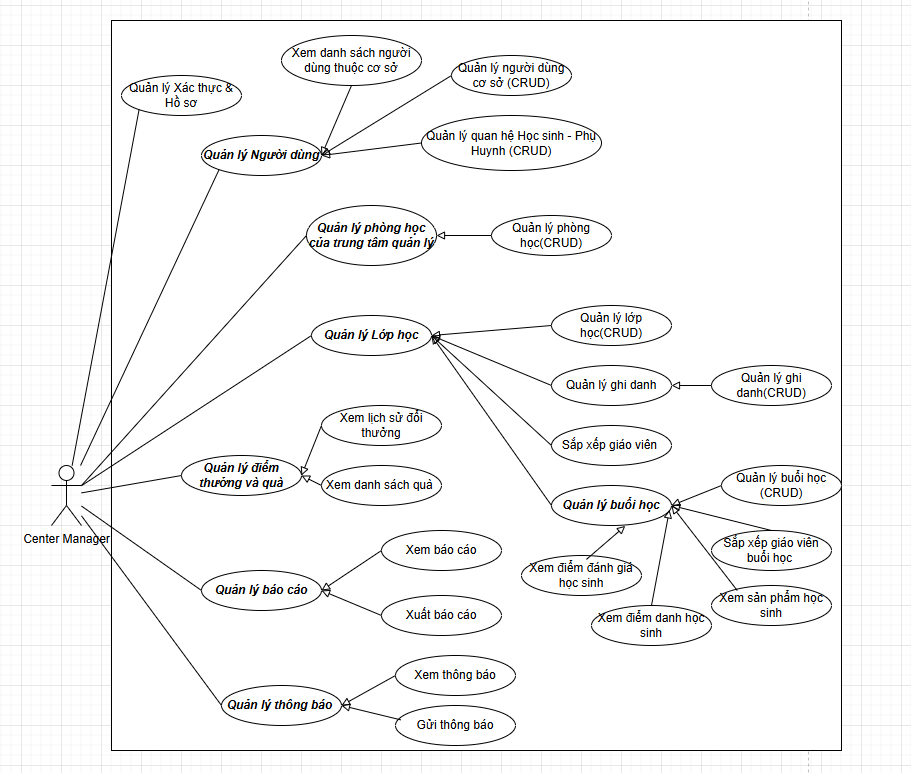 Xem danh sách người
dùng thuộc cơ sở
Quản lý người dùng
cơ sở (CRUD)
Quản lý Xác thực &
Hồ sơ
Quản lý quan hệ Học sinh - Phụ
Huynh (CRUD)
Quản lý Người dùng
Quản lý phòng học
của trung tâm quản lý
Quản lý phòng
học(CRUD)
Quản lý Lớp học
Quản lý lớp
học(CRUD)
Quản lý ghi danh
Quản lý ghi
danh(CRUD)
Xem lịch sử đổi
thưởng
Sắp xếp giáo viên
Quản lý điểm
thưởng và quà
Xem danh sách quà
Quản lý buổi học
Quản lý buổi học
(CRUD)
Center Manager
Sắp xếp giáo viên
buổi học
Xem báo cáo
Xem điểm đánh giá
học sinh
Quản lý báo cáo
Xem sản phẩm học
sinh
Xuất báo cáo
Xem điểm danh học
sinh
Xem thông báo
Quản lý thông báo
Gửi thông báo